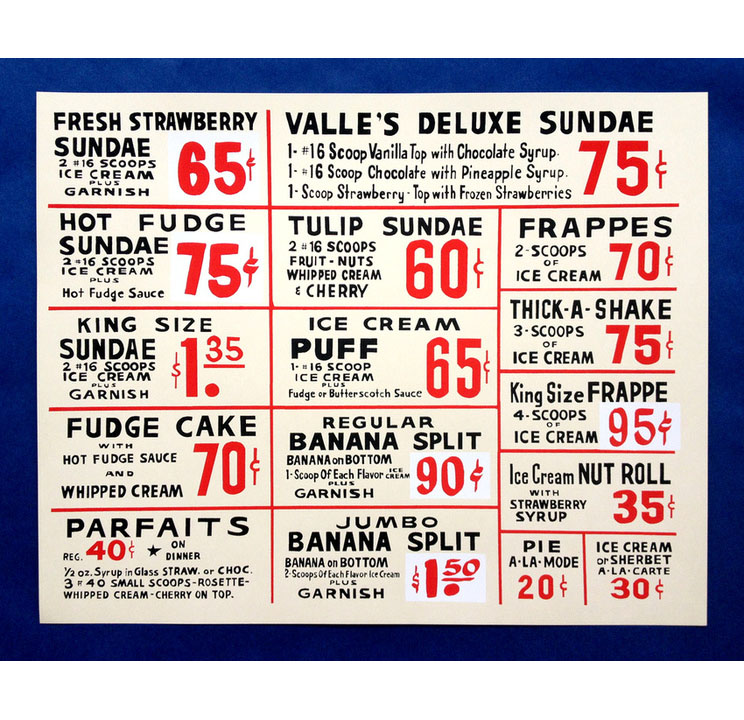 FRESH STRAWBERRY
SUNDAE
2 #16 SCOOPS
ICE CREAM
PLUS
GARNISH
65¢
VALLE'S DELUXE SUNDAE
1- #16 Scoop Vanilla Top with Chocolate Syrup.
1- #16 Scoop Chocolate with Pineapple Syrup.
1- Scoop Strawberry - Top with Frozen Strawberries
75¢
HOT FUDGE
SUNDAE
2 #16 SCOOPS
ICE CREAM
PLUS
Hot Fudge Sauce
75¢
TULIP SUNDAE
2 #16 SCOOPS
FRUIT - NUTS
WHIPPED CREAM
& CHERRY
60¢
FRAPPES
2-SCOOPS
OF
ICE CREAM
70¢
THICK-A-SHAKE
3-SCOOPS
OF
ICE CREAM
75¢
KING SIZE
SUNDAE
2 #16 SCOOPS
ICE CREAM
PLUS
GARNISH
$1.35
ICE CREAM
PUFF
1- #16 SCOOP
ICE CREAM
PLUS
Fudge or Butterscotch Sauce
65¢
King Size FRAPPE
4-SCOOPS
OF
ICE CREAM
95¢
FUDGE CAKE
WITH
HOT FUDGE SAUCE
AND
WHIPPED CREAM
70¢
REGULAR
BANANA SPLIT
BANANA on BOTTOM
1-Scoop Of Each Flavor ICE CREAM
PLUS
GARNISH
90¢
Ice Cream NUT ROLL
WITH
STRAWBERRY
SYRUP
35¢
PARFAITS
REG. 40¢ ★ ON
DINNER
1/2 oz. Syrup in Glass STRAW. or CHOC.
3 # 40 SMALL SCOOPS-ROSETTE-
WHIPPED CREAM-CHERRY ON TOP.
JUMBO
BANANA SPLIT
BANANA on BOTTOM
2-Scoops Of Each Flavor Ice Cream
PLUS
GARNISH
$1.50
PIE
A-LA-MODE
20¢
ICE CREAM
or SHERBET
A-LA-CARTE
30¢